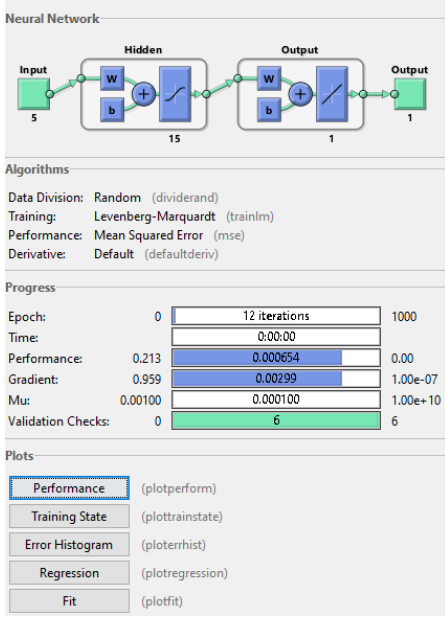 Neural Network
Hidden Output
Input Output
W W
+ +
b b
5 15 1 1
Algorithms
Data Division: Random (dividerand)
Training: Levenberg-Marquardt (trainlm)
Performance: Mean Squared Error (mse)
Derivative: Default (defaultderiv)
Progress
Epoch: 0 12 iterations 1000
Time: 0:00:00
Performance: 0.213 0.000654 0.00
Gradient: 0.959 0.00299 1.00e-07
Mu: 0.00100 0.000100 1.00e+10
Validation Checks: 0 6 6
Plots
Performance (plotperform)
Training State (plottrainstate)
Error Histogram (ploterrhist)
Regression (plotregression)
Fit (plotfit)